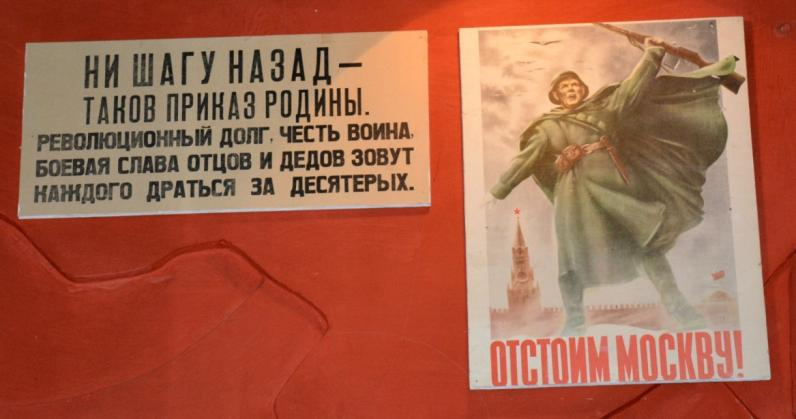 НИ ШАГУ НАЗАД —
ТАКОВ ПРИКАЗ РОДИНЫ.
РЕВОЛЮЦИОННЫЙ ДОЛГ, ЧЕСТЬ ВОИНА,
БОЕВАЯ СЛАВА ОТЦОВ И ДЕДОВ ЗОВУТ
КАЖДОГО ДРАТЬСЯ ЗА ДЕСЯТЕРЫХ.
ОТСТОИМ МОСКВУ!